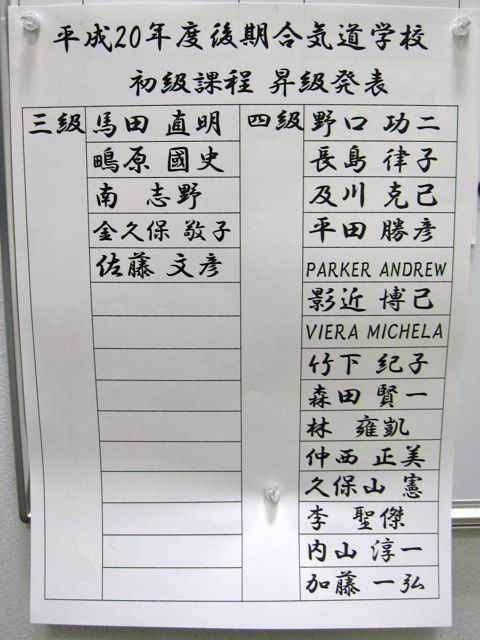 平成20年度後期合気道学校
初級課程 昇級発表
三級
馬田 直明
鴫原 國史
南 志野
金久保 敬子
佐藤 文彦
四級
野口 功二
長島 律子
及川 克己
平田 勝彦
PARKER ANDREW
影近 博己
VIERA MICHELA
竹下 紀子
森田 賢一
林 雍凱
仲西 正美
久保山 憲
李 聖傑
内山 淳一
加藤 一弘